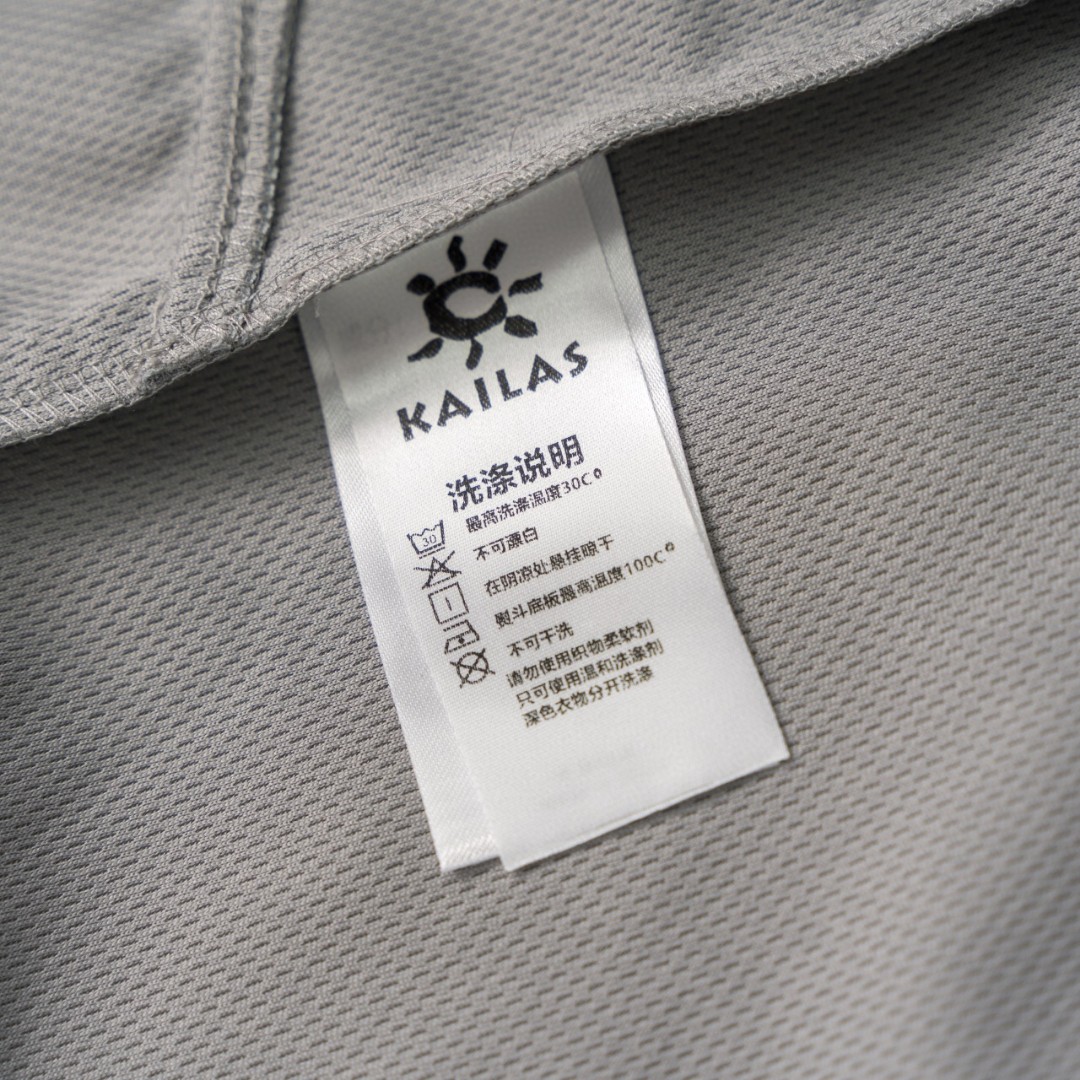 KAILAS
洗涤说明
最高洗涤温度30C°
30
不可漂白
在阴凉处悬挂晾干
熨斗底板最高温度100C°
不可干洗
请勿使用织物柔软剂
只可使用温和洗涤剂
深色衣物分开洗涤